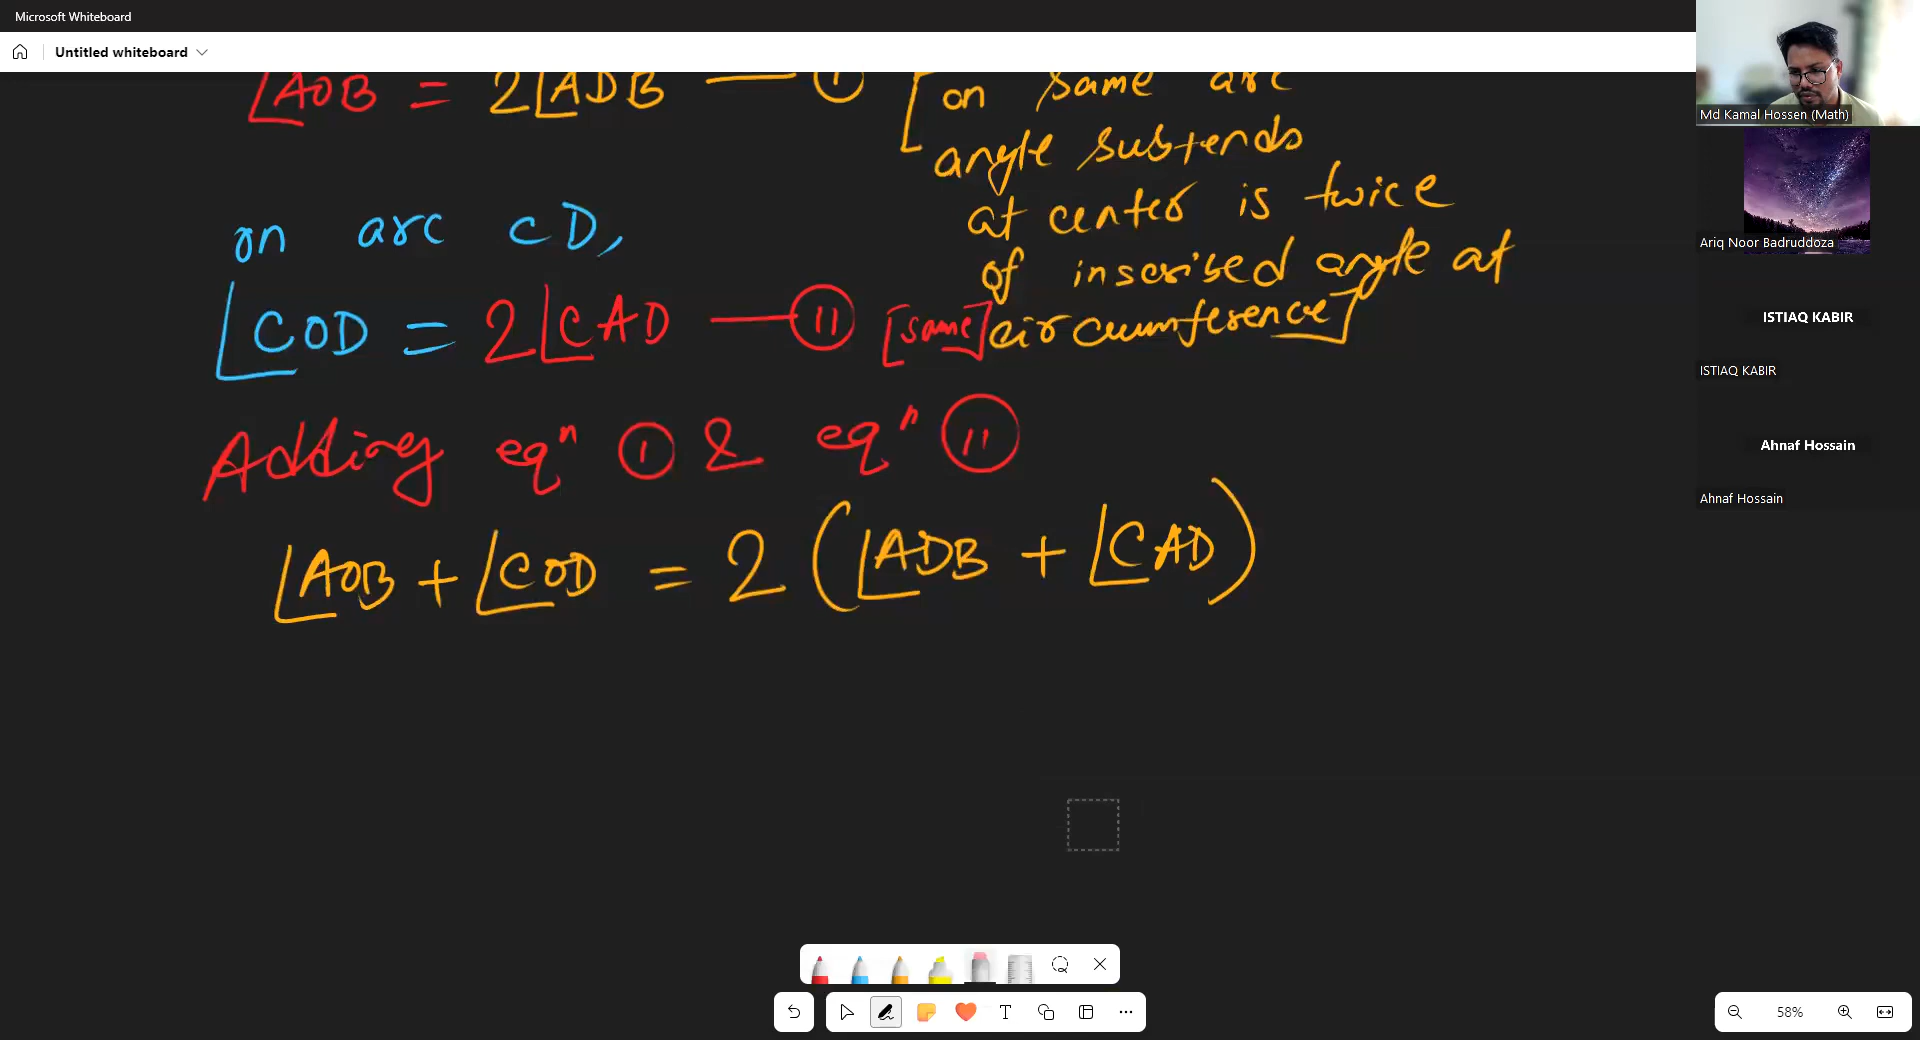 Microsoft Whiteboard
Untitled whiteboard
∠AOB = 2∠ADB — (I) [on same arc
angle subtends
at center is twice
of inscribed angle at
circumference]
on arc CD,
∠COD = 2∠CAD — (II) [same]
Adding eqⁿ (I) & eqⁿ (II)
∠AOB + ∠COD = 2 (∠ADB + ∠CAD)
Md Kamal Hossen (Math)
Ariq Noor Badruddoza
ISTIAQ KABIR
ISTIAQ KABIR
Ahnaf Hossain
Ahnaf Hossain
58%